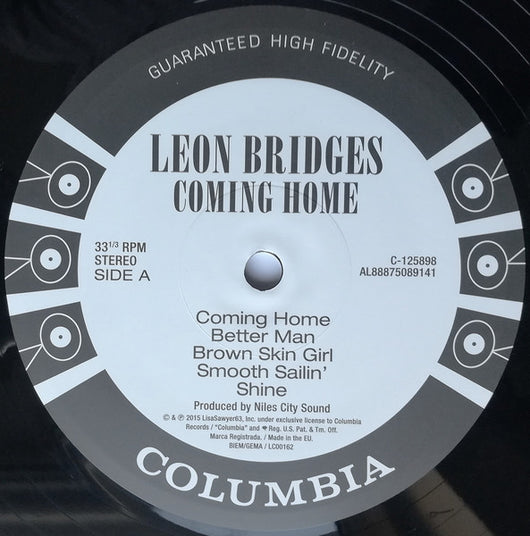 GUARANTEED HIGH FIDELITY
LEON BRIDGES
COMING HOME
33 1/3 RPM
STEREO
SIDE A
C-125898
AL88875089141
Coming Home
Better Man
Brown Skin Girl
Smooth Sailin'
Shine
Produced by Niles City Sound
© & ℗ 2015 LisaSawyer63, Inc. under exclusive license to Columbia
Records / "Columbia" and Reg. U.S. Pat. & Tm. Off.
Marca Registrada. / Made in the EU.
BIEM/GEMA / LC00162
COLUMBIA